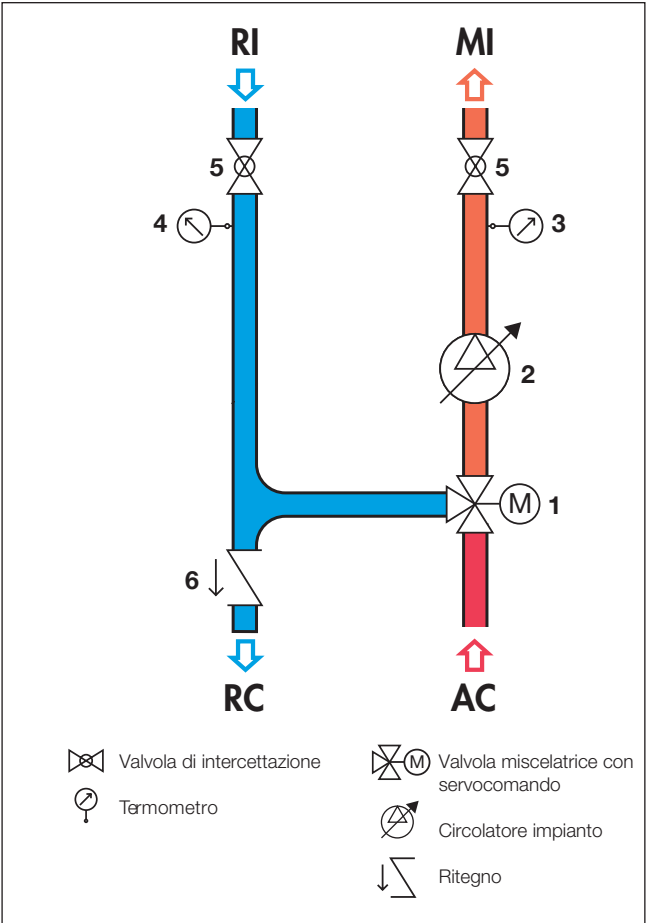 RI MI
5 5
4 3
2
M 1
6
RC AC
Valvola di intercettazione
Termometro
M Valvola miscelatrice con
servocomando
Circolatore impianto
Ritegno